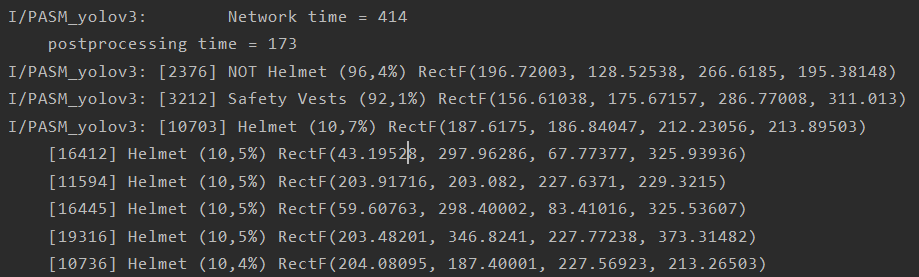 I/PASM_yolov3:        Network time = 414
    postprocessing time = 173
I/PASM_yolov3: [2376] NOT Helmet (96,4%) RectF(196.72003, 128.52538, 266.6185, 195.38148)
I/PASM_yolov3: [3212] Safety Vests (92,1%) RectF(156.61038, 175.67157, 286.77008, 311.013)
I/PASM_yolov3: [10703] Helmet (10,7%) RectF(187.6175, 186.84047, 212.23056, 213.89503)
    [16412] Helmet (10,5%) RectF(43.19528, 297.96286, 67.77377, 325.93936)
    [11594] Helmet (10,5%) RectF(203.91716, 203.082, 227.6371, 229.3215)
    [16445] Helmet (10,5%) RectF(59.60763, 298.40002, 83.41016, 325.53607)
    [19316] Helmet (10,5%) RectF(203.48201, 346.8241, 227.77238, 373.31482)
    [10736] Helmet (10,4%) RectF(204.08095, 187.40001, 227.56923, 213.26503)